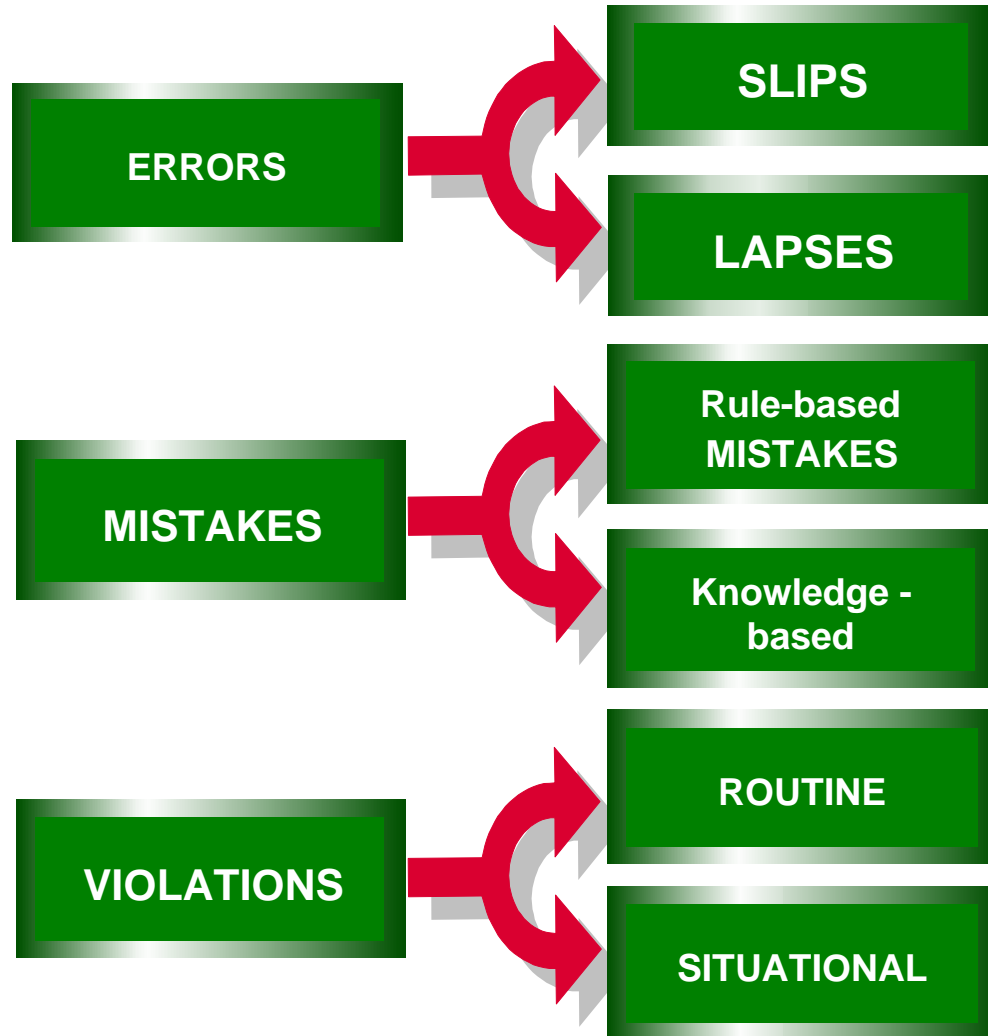 ERRORS
SLIPS
LAPSES
MISTAKES
Rule-based
MISTAKES
Knowledge -
based
VIOLATIONS
ROUTINE
SITUATIONAL